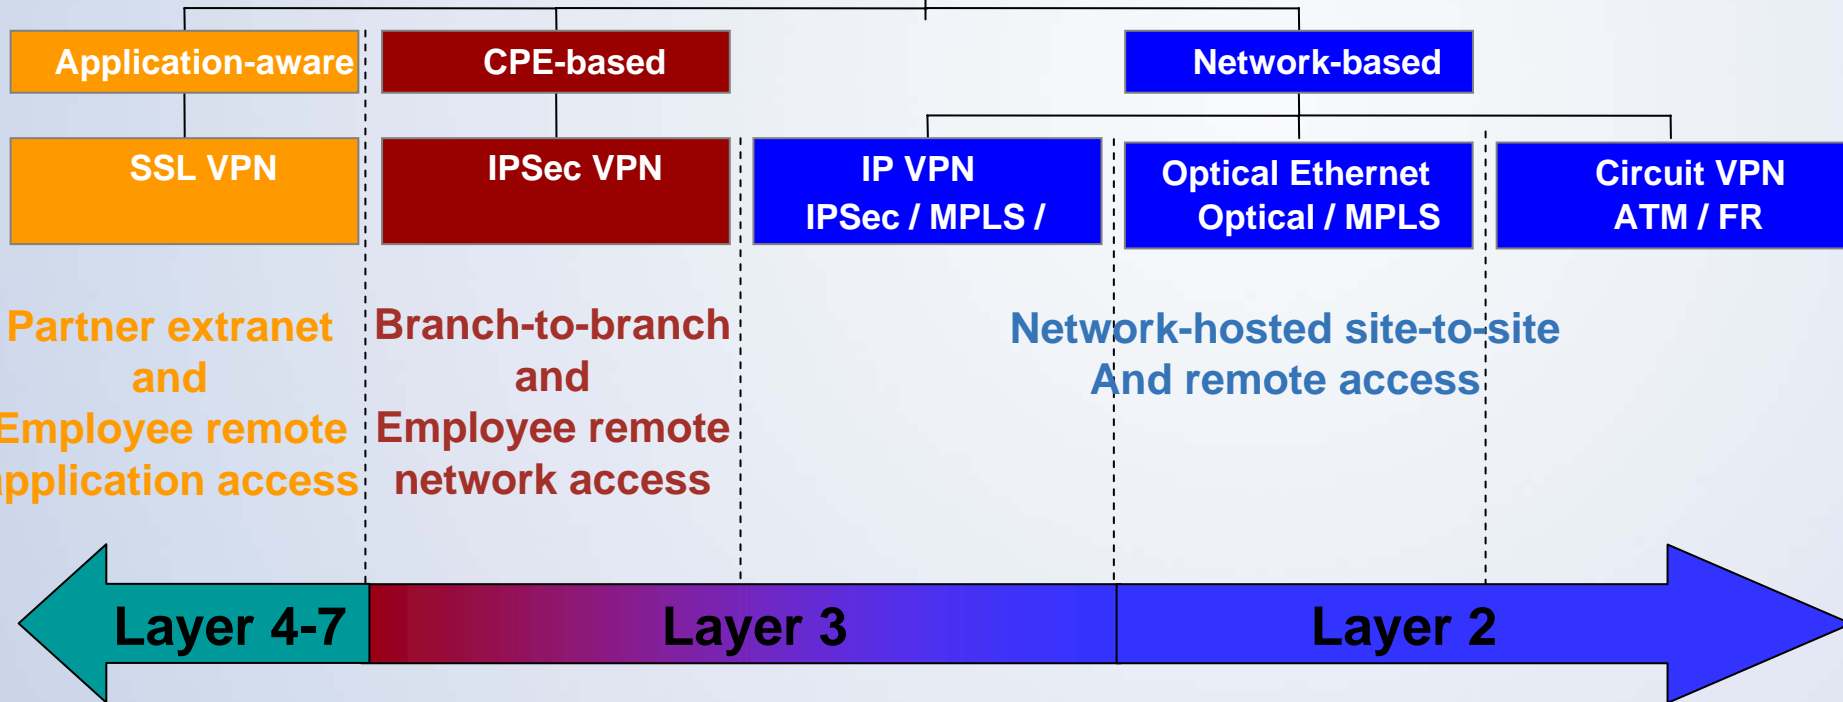 Application-aware
CPE-based
Network-based
SSL VPN
IPSec VPN
IP VPN
IPSec / MPLS /
Optical Ethernet
Optical / MPLS
Circuit VPN
ATM / FR
Partner extranet
and
Employee remote
application access
Branch-to-branch
and
Employee remote
network access
Network-hosted site-to-site
And remote access
Layer 4-7
Layer 3
Layer 2